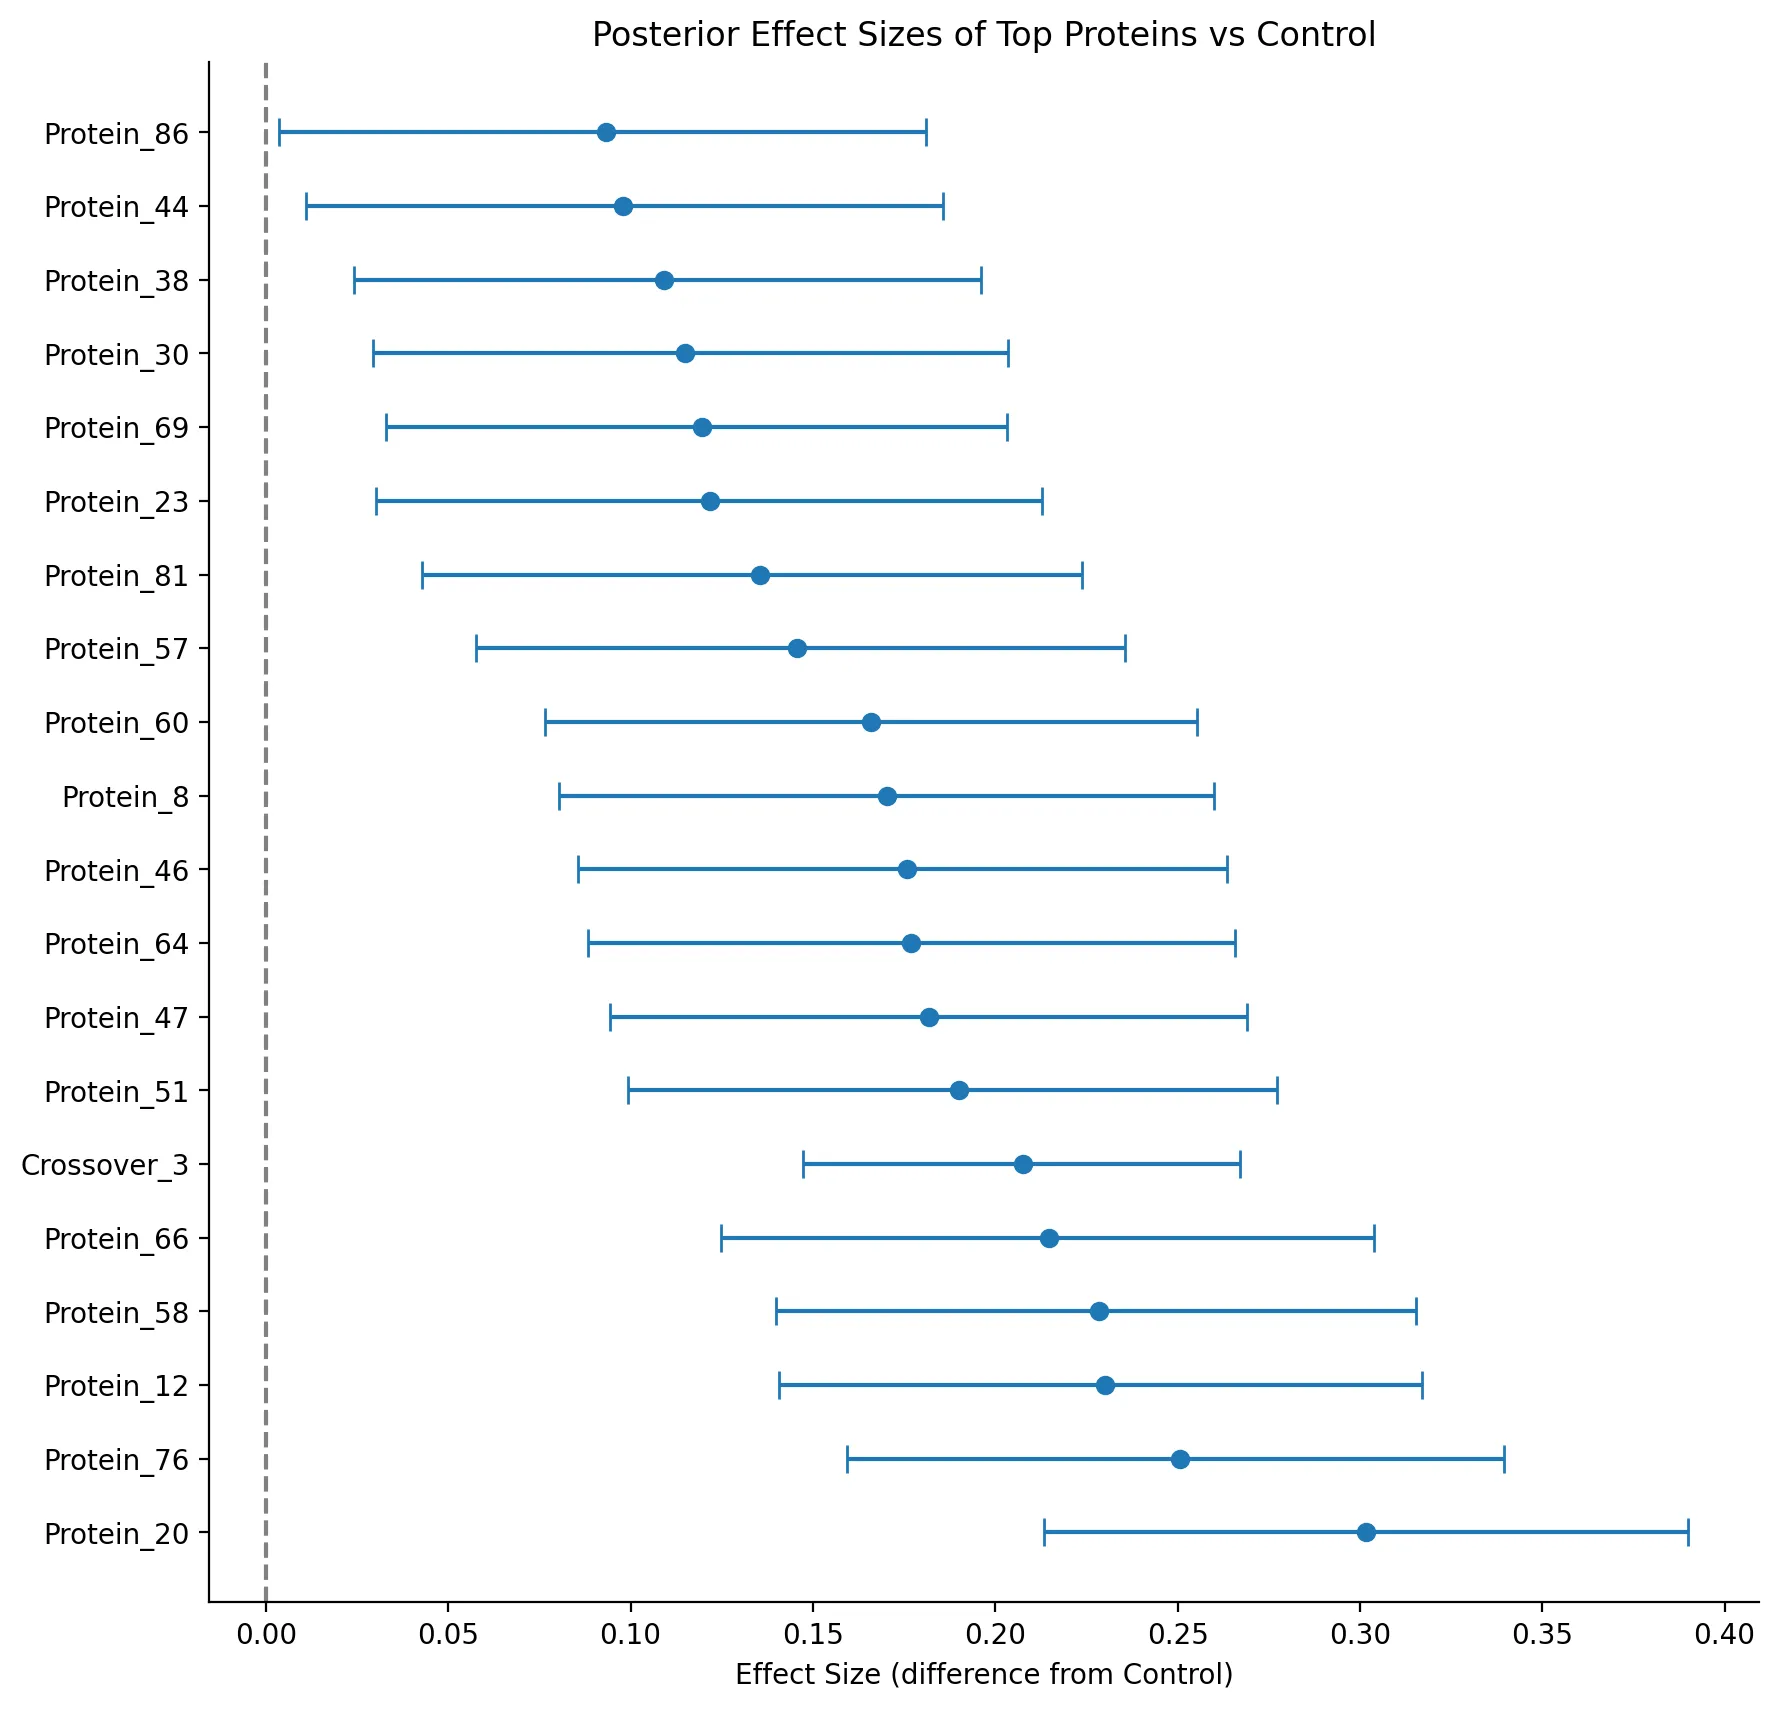 Posterior Effect Sizes of Top Proteins vs Control
Protein_86
Protein_44
Protein_38
Protein_30
Protein_69
Protein_23
Protein_81
Protein_57
Protein_60
Protein_8
Protein_46
Protein_64
Protein_47
Protein_51
Crossover_3
Protein_66
Protein_58
Protein_12
Protein_76
Protein_20
0.00 0.05 0.10 0.15 0.20 0.25 0.30 0.35 0.40
Effect Size (difference from Control)